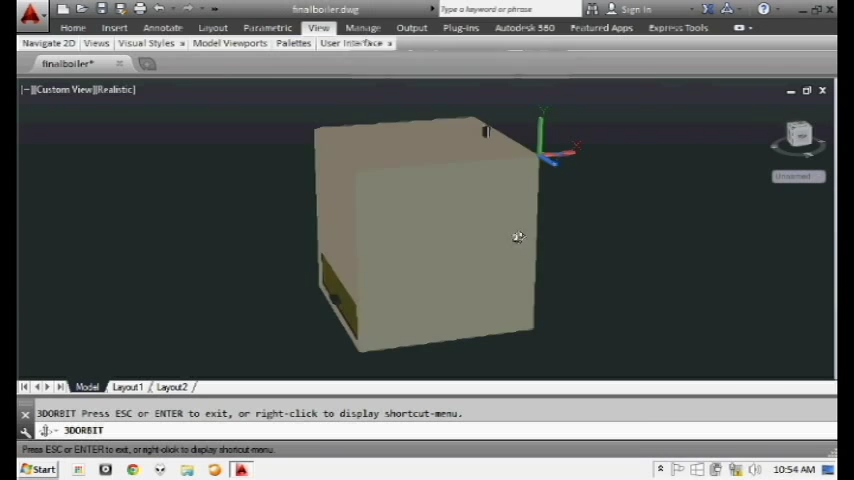 finalboiler.dwg
Type a keyword or phrase
Sign In
Home Insert Annotate Layout Parametric View Manage Output Plug-ins Autodesk 360 Featured Apps Express Tools
Navigate 2D Views Visual Styles Model Viewports Palettes User Interface
finalboiler*
[−][Custom View][Realistic]
Y
X
Unnamed
Model Layout1 Layout2
3DORBIT Press ESC or ENTER to exit, or right-click to display shortcut-menu.
3DORBIT
Press ESC or ENTER to exit, or right-click to display shortcut-menu.
Start
10:54 AM